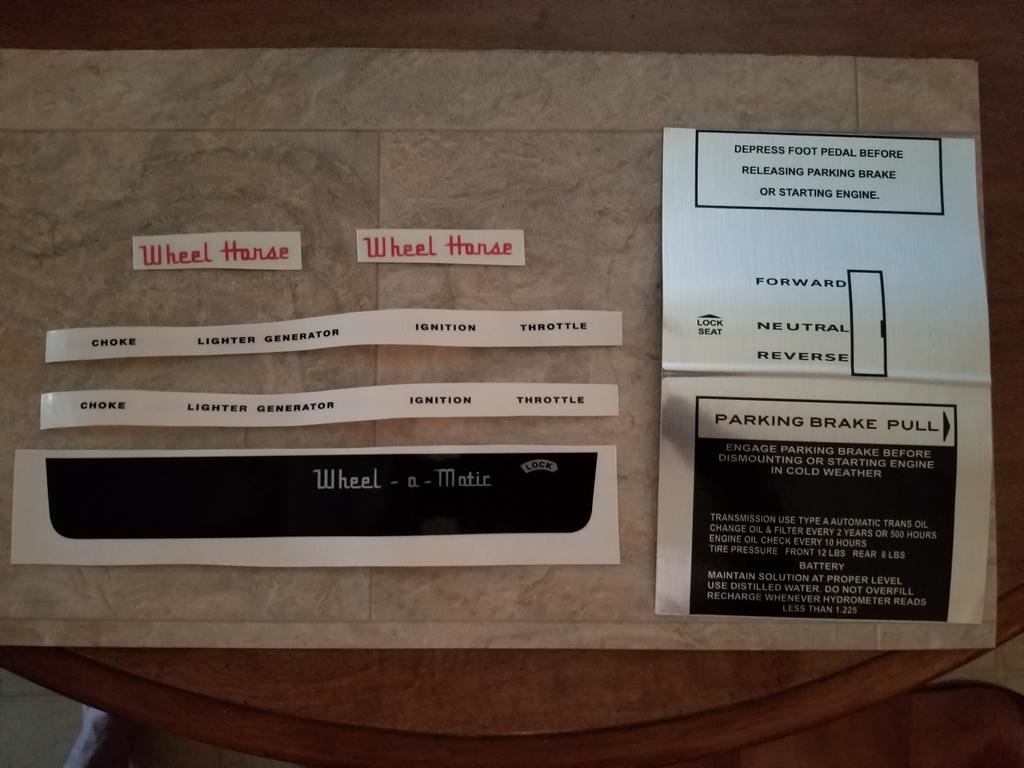 Wheel Horse
Wheel Horse
CHOKE LIGHTER GENERATOR IGNITION THROTTLE
CHOKE LIGHTER GENERATOR IGNITION THROTTLE
Wheel - a - Matic
LOCK
DEPRESS FOOT PEDAL BEFORE
RELEASING PARKING BRAKE
OR STARTING ENGINE.
FORWARD
LOCK
SEAT
NEUTRAL
REVERSE
PARKING BRAKE PULL
ENGAGE PARKING BRAKE BEFORE
DISMOUNTING OR STARTING ENGINE
IN COLD WEATHER
TRANSMISSION USE TYPE A AUTOMATIC TRANS OIL
CHANGE OIL & FILTER EVERY 2 YEARS OR 500 HOURS
ENGINE OIL CHECK EVERY 10 HOURS
TIRE PRESSURE FRONT 12 LBS REAR 8 LBS
BATTERY
MAINTAIN SOLUTION AT PROPER LEVEL
USE DISTILLED WATER. DO NOT OVERFILL
RECHARGE WHENEVER HYDROMETER READS
LESS THAN 1.225